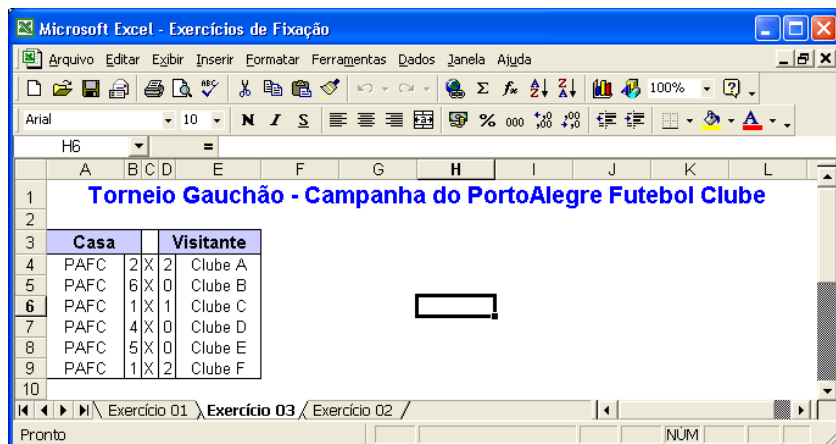 Microsoft Excel - Exercícios de Fixação
Arquivo Editar Exibir Inserir Formatar Ferramentas Dados Janela Ajuda
100%
Arial 10 N I S % 000
H6 =
A B C D E F G H I J K L
1 Torneio Gauchão - Campanha do PortoAlegre Futebol Clube
2
3 Casa Visitante
4 PAFC 2 X 2 Clube A
5 PAFC 6 X 0 Clube B
6 PAFC 1 X 1 Clube C
7 PAFC 4 X 0 Clube D
8 PAFC 5 X 0 Clube E
9 PAFC 1 X 2 Clube F
10
Exercício 01 Exercício 03 Exercício 02
Pronto NÚM